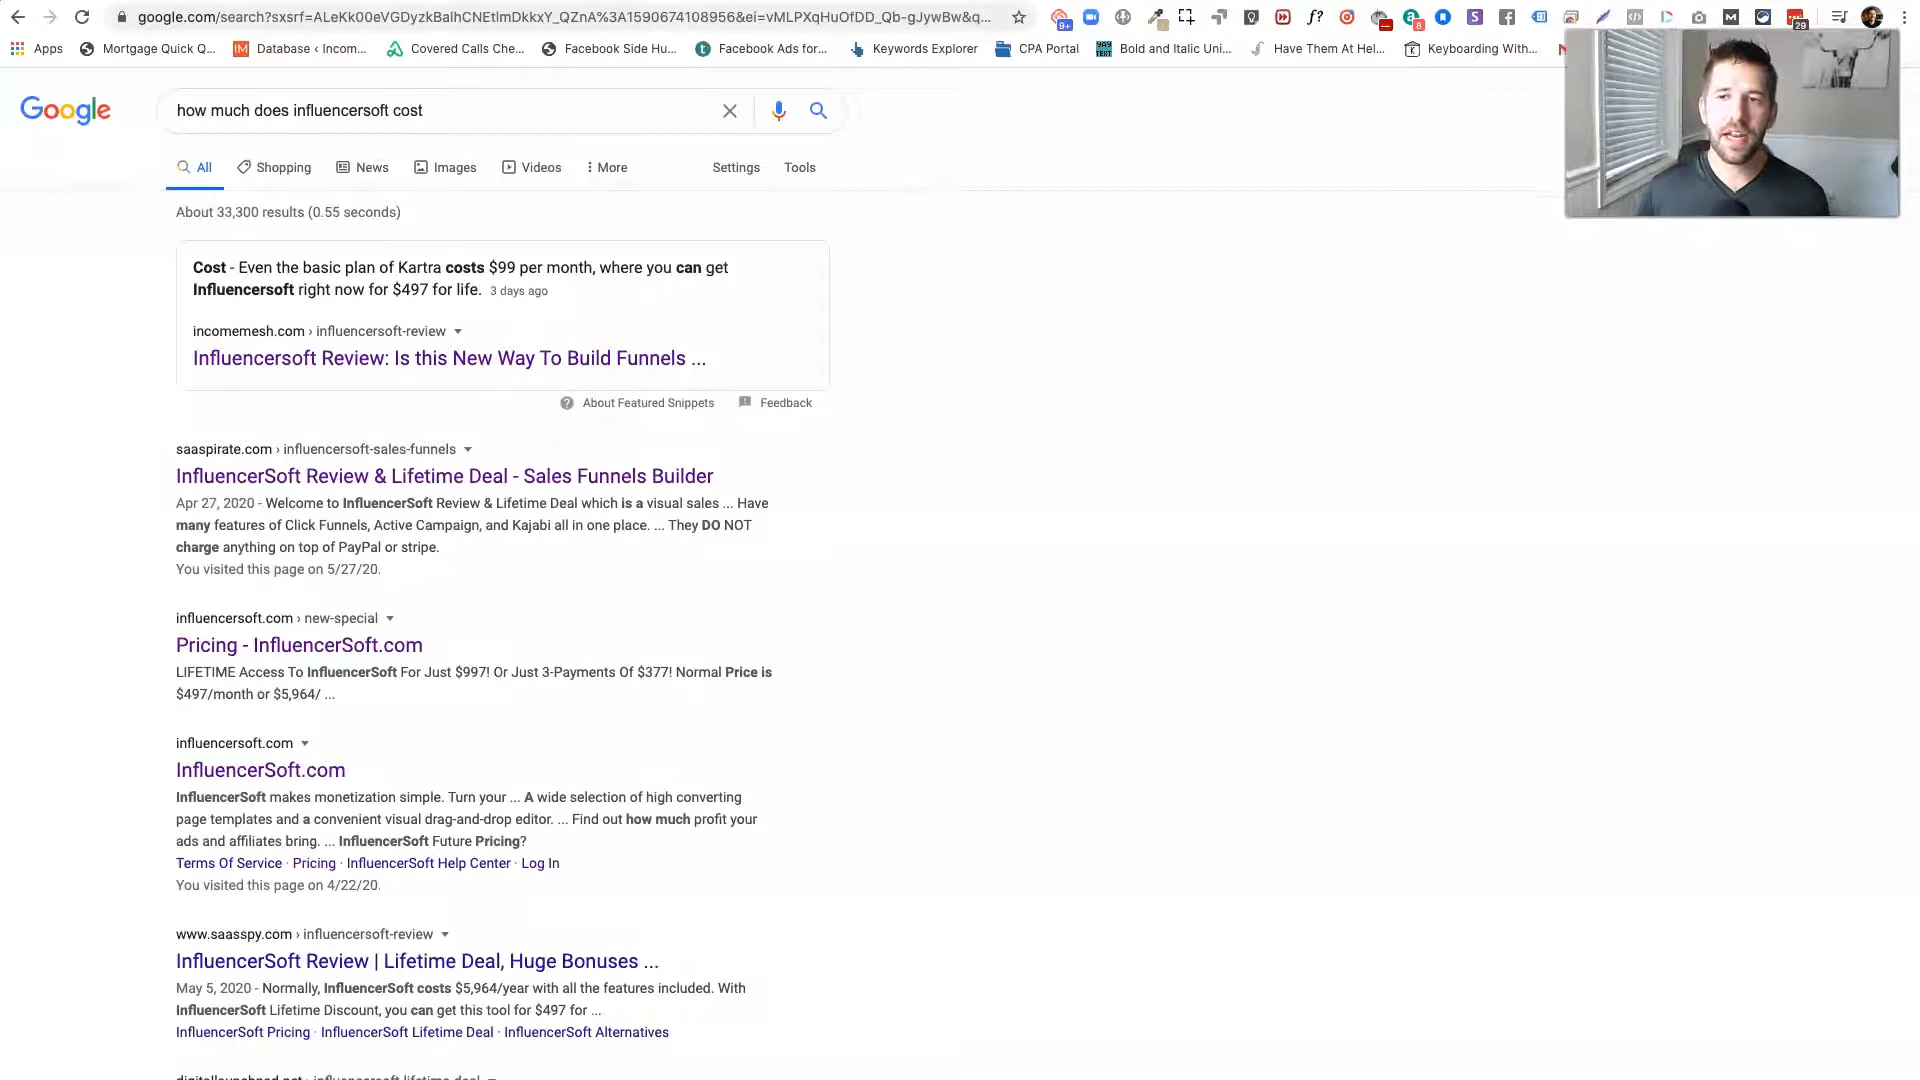 google.com/search?sxsrf=ALeKk00eVGDyzkBalhCNEtlmDkkxY_QZnA%3A1590674108956&ei=vMLPXqHuOfDD_Qb-gJywBw&q...
Apps
Mortgage Quick Q...
Database ‹ Incom...
Covered Calls Che...
Facebook Side Hu...
Facebook Ads for...
Keywords Explorer
CPA Portal
Bold and Italic Uni...
Have Them At Hel...
Keyboarding With...
Google
how much does influencersoft cost
All
Shopping
News
Images
Videos
More
Settings
Tools
About 33,300 results (0.55 seconds)
Cost - Even the basic plan of Kartra costs $99 per month, where you can get
Influencersoft right now for $497 for life. 3 days ago
incomemesh.com › influencersoft-review
Influencersoft Review: Is this New Way To Build Funnels ...
About Featured Snippets
Feedback
saaspirate.com › influencersoft-sales-funnels
InfluencerSoft Review & Lifetime Deal - Sales Funnels Builder
Apr 27, 2020 - Welcome to InfluencerSoft Review & Lifetime Deal which is a visual sales ... Have
many features of Click Funnels, Active Campaign, and Kajabi all in one place. ... They DO NOT
charge anything on top of PayPal or stripe.
You visited this page on 5/27/20.
influencersoft.com › new-special
Pricing - InfluencerSoft.com
LIFETIME Access To InfluencerSoft For Just $997! Or Just 3-Payments Of $377! Normal Price is
$497/month or $5,964/ ...
influencersoft.com
InfluencerSoft.com
InfluencerSoft makes monetization simple. Turn your ... A wide selection of high converting
page templates and a convenient visual drag-and-drop editor. ... Find out how much profit your
ads and affiliates bring. ... InfluencerSoft Future Pricing?
Terms Of Service · Pricing · InfluencerSoft Help Center · Log In
You visited this page on 4/22/20.
www.saasspy.com › influencersoft-review
InfluencerSoft Review | Lifetime Deal, Huge Bonuses ...
May 5, 2020 - Normally, InfluencerSoft costs $5,964/year with all the features included. With
InfluencerSoft Lifetime Discount, you can get this tool for $497 for ...
InfluencerSoft Pricing · InfluencerSoft Lifetime Deal · InfluencerSoft Alternatives